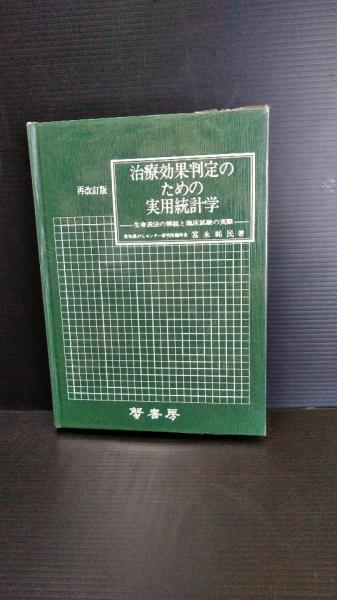 再改訂版
治療効果判定の
ための
実用統計学
―生命表法の解説と臨床試験の実際―
愛知県がんセンター研究所疫学部長 富永祐民 著
蟹書房